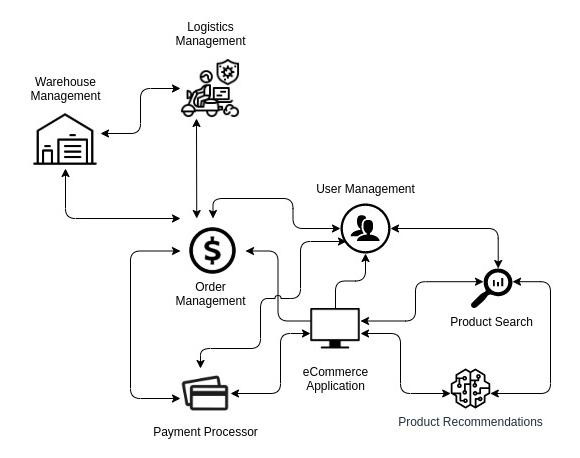 Logistics
Management
Warehouse
Management
User Management
$
Order
Management
Product Search
eCommerce
Application
Product Recommendations
Payment Processor